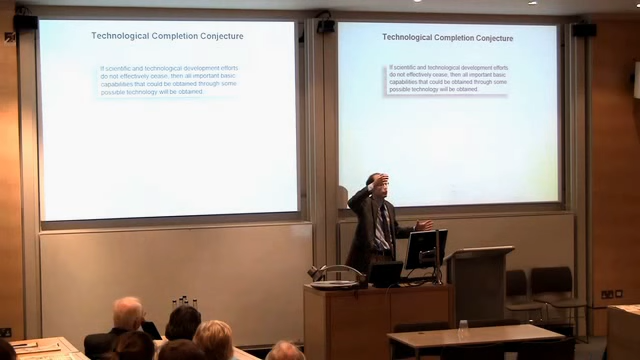 Technological Completion Conjecture
If scientific and technological development efforts
do not effectively cease, then all important basic
capabilities that could be obtained through some
possible technology will be obtained.
Technological Completion Conjecture
If scientific and technological development efforts
do not effectively cease, then all important basic
capabilities that could be obtained through some
possible technology will be obtained.